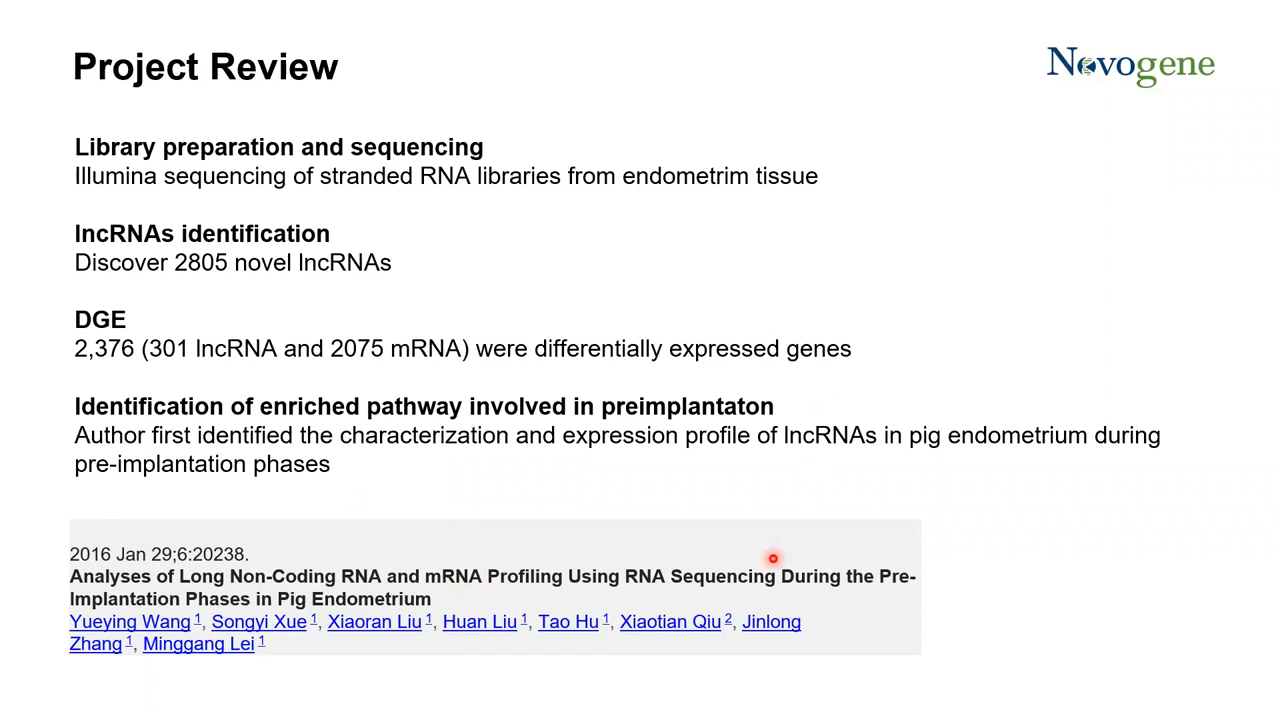 Project Review
Novogene
Library preparation and sequencing
Illumina sequencing of stranded RNA libraries from endometrim tissue
lncRNAs identification
Discover 2805 novel lncRNAs
DGE
2,376 (301 lncRNA and 2075 mRNA) were differentially expressed genes
Identification of enriched pathway involved in preimplantaton
Author first identified the characterization and expression profile of lncRNAs in pig endometrium during
pre-implantation phases
2016 Jan 29;6:20238.
Analyses of Long Non-Coding RNA and mRNA Profiling Using RNA Sequencing During the Pre-
Implantation Phases in Pig Endometrium
Yueying Wang 1, Songyi Xue 1, Xiaoran Liu 1, Huan Liu 1, Tao Hu 1, Xiaotian Qiu 2, Jinlong
Zhang 1, Minggang Lei 1